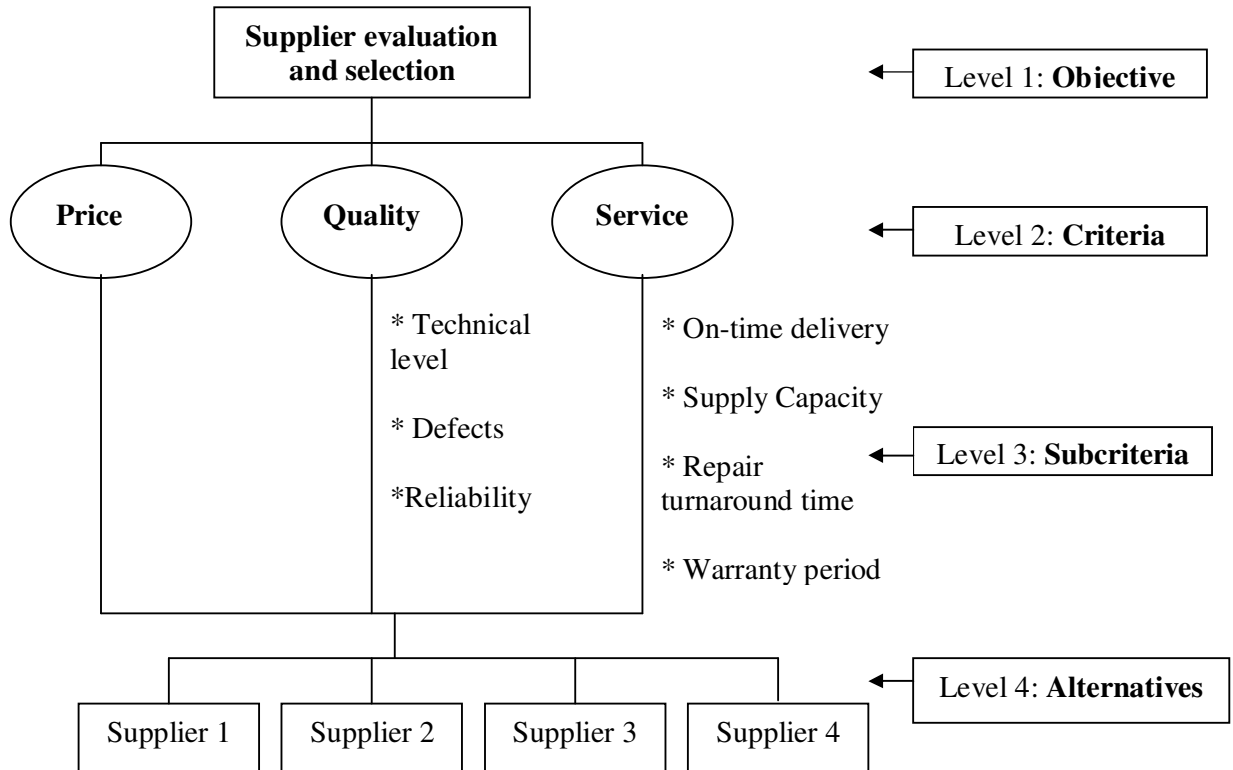 Supplier evaluation
and selection
Level 1: Objective
Price
Quality
Service
Level 2: Criteria
* Technical
level
* Defects
*Reliability
* On-time delivery
* Supply Capacity
* Repair
turnaround time
* Warranty period
Level 3: Subcriteria
Level 4: Alternatives
Supplier 1
Supplier 2
Supplier 3
Supplier 4